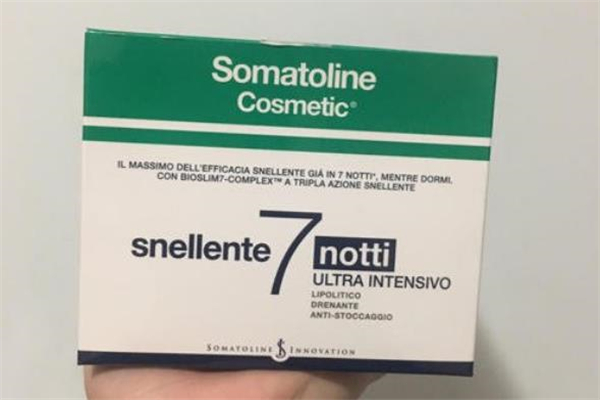 Somatoline
Cosmetic®
IL MASSIMO DELL'EFFICACIA SNELLENTE GIÁ IN 7 NOTTI*, MENTRE DORMI.
CON BIOSLIM7-COMPLEX™ A TRIPLA AZIONE SNELLENTE
snellente 7 notti
ULTRA INTENSIVO
LIPOLITICO
DRENANTE
ANTI-STOCCAGGIO
SOMATOLINE INNOVATION